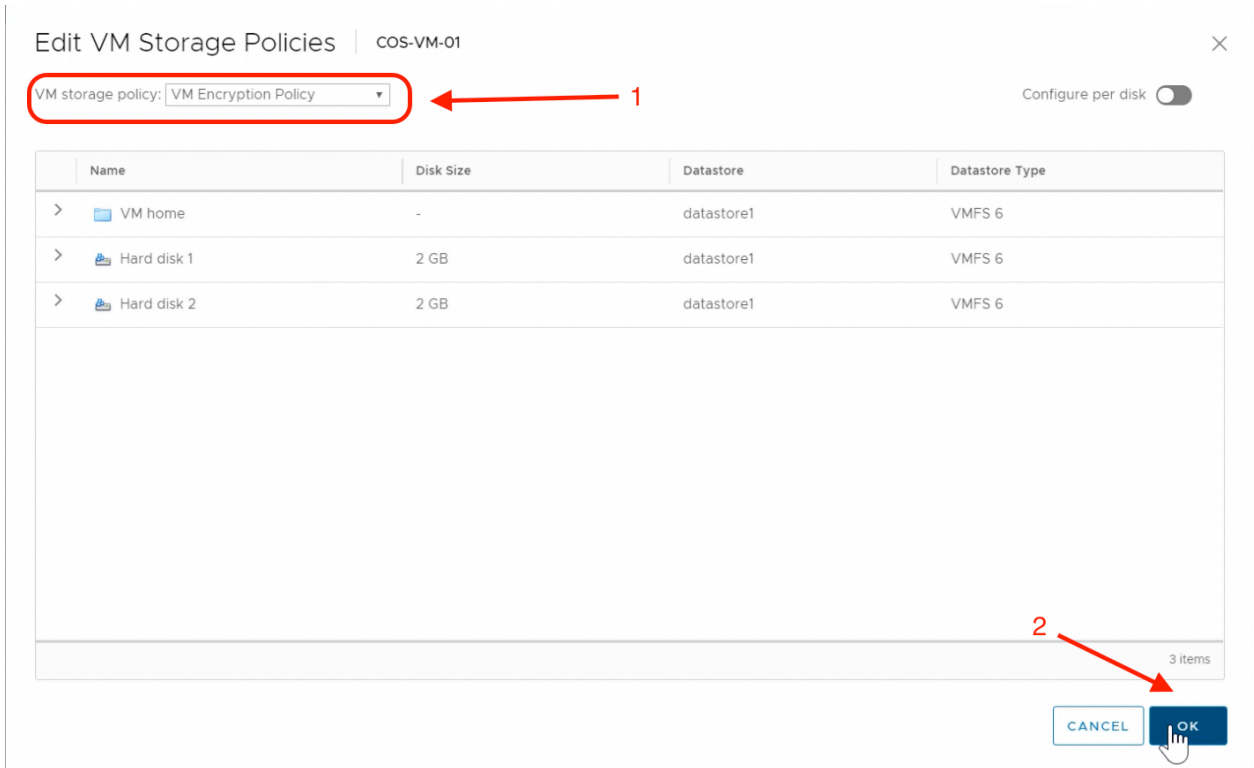 Edit VM Storage Policies COS-VM-01
VM storage policy: VM Encryption Policy 1 Configure per disk
Name Disk Size Datastore Datastore Type
VM home - datastore1 VMFS 6
Hard disk 1 2 GB datastore1 VMFS 6
Hard disk 2 2 GB datastore1 VMFS 6
2
3 items
CANCEL OK